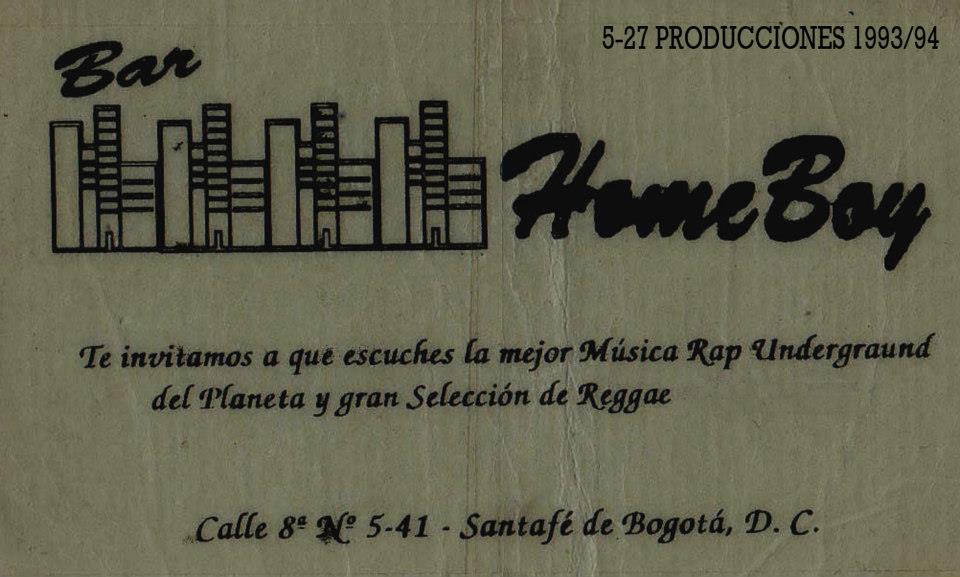 5-27 PRODUCCIONES 1993/94
Bar
HomeBoy
Te invitamos a que escuches la mejor Música Rap Undergraund
del Planeta y gran Selección de Reggae
Calle 8ª Nº 5-41 - Santafé de Bogotá, D. C.